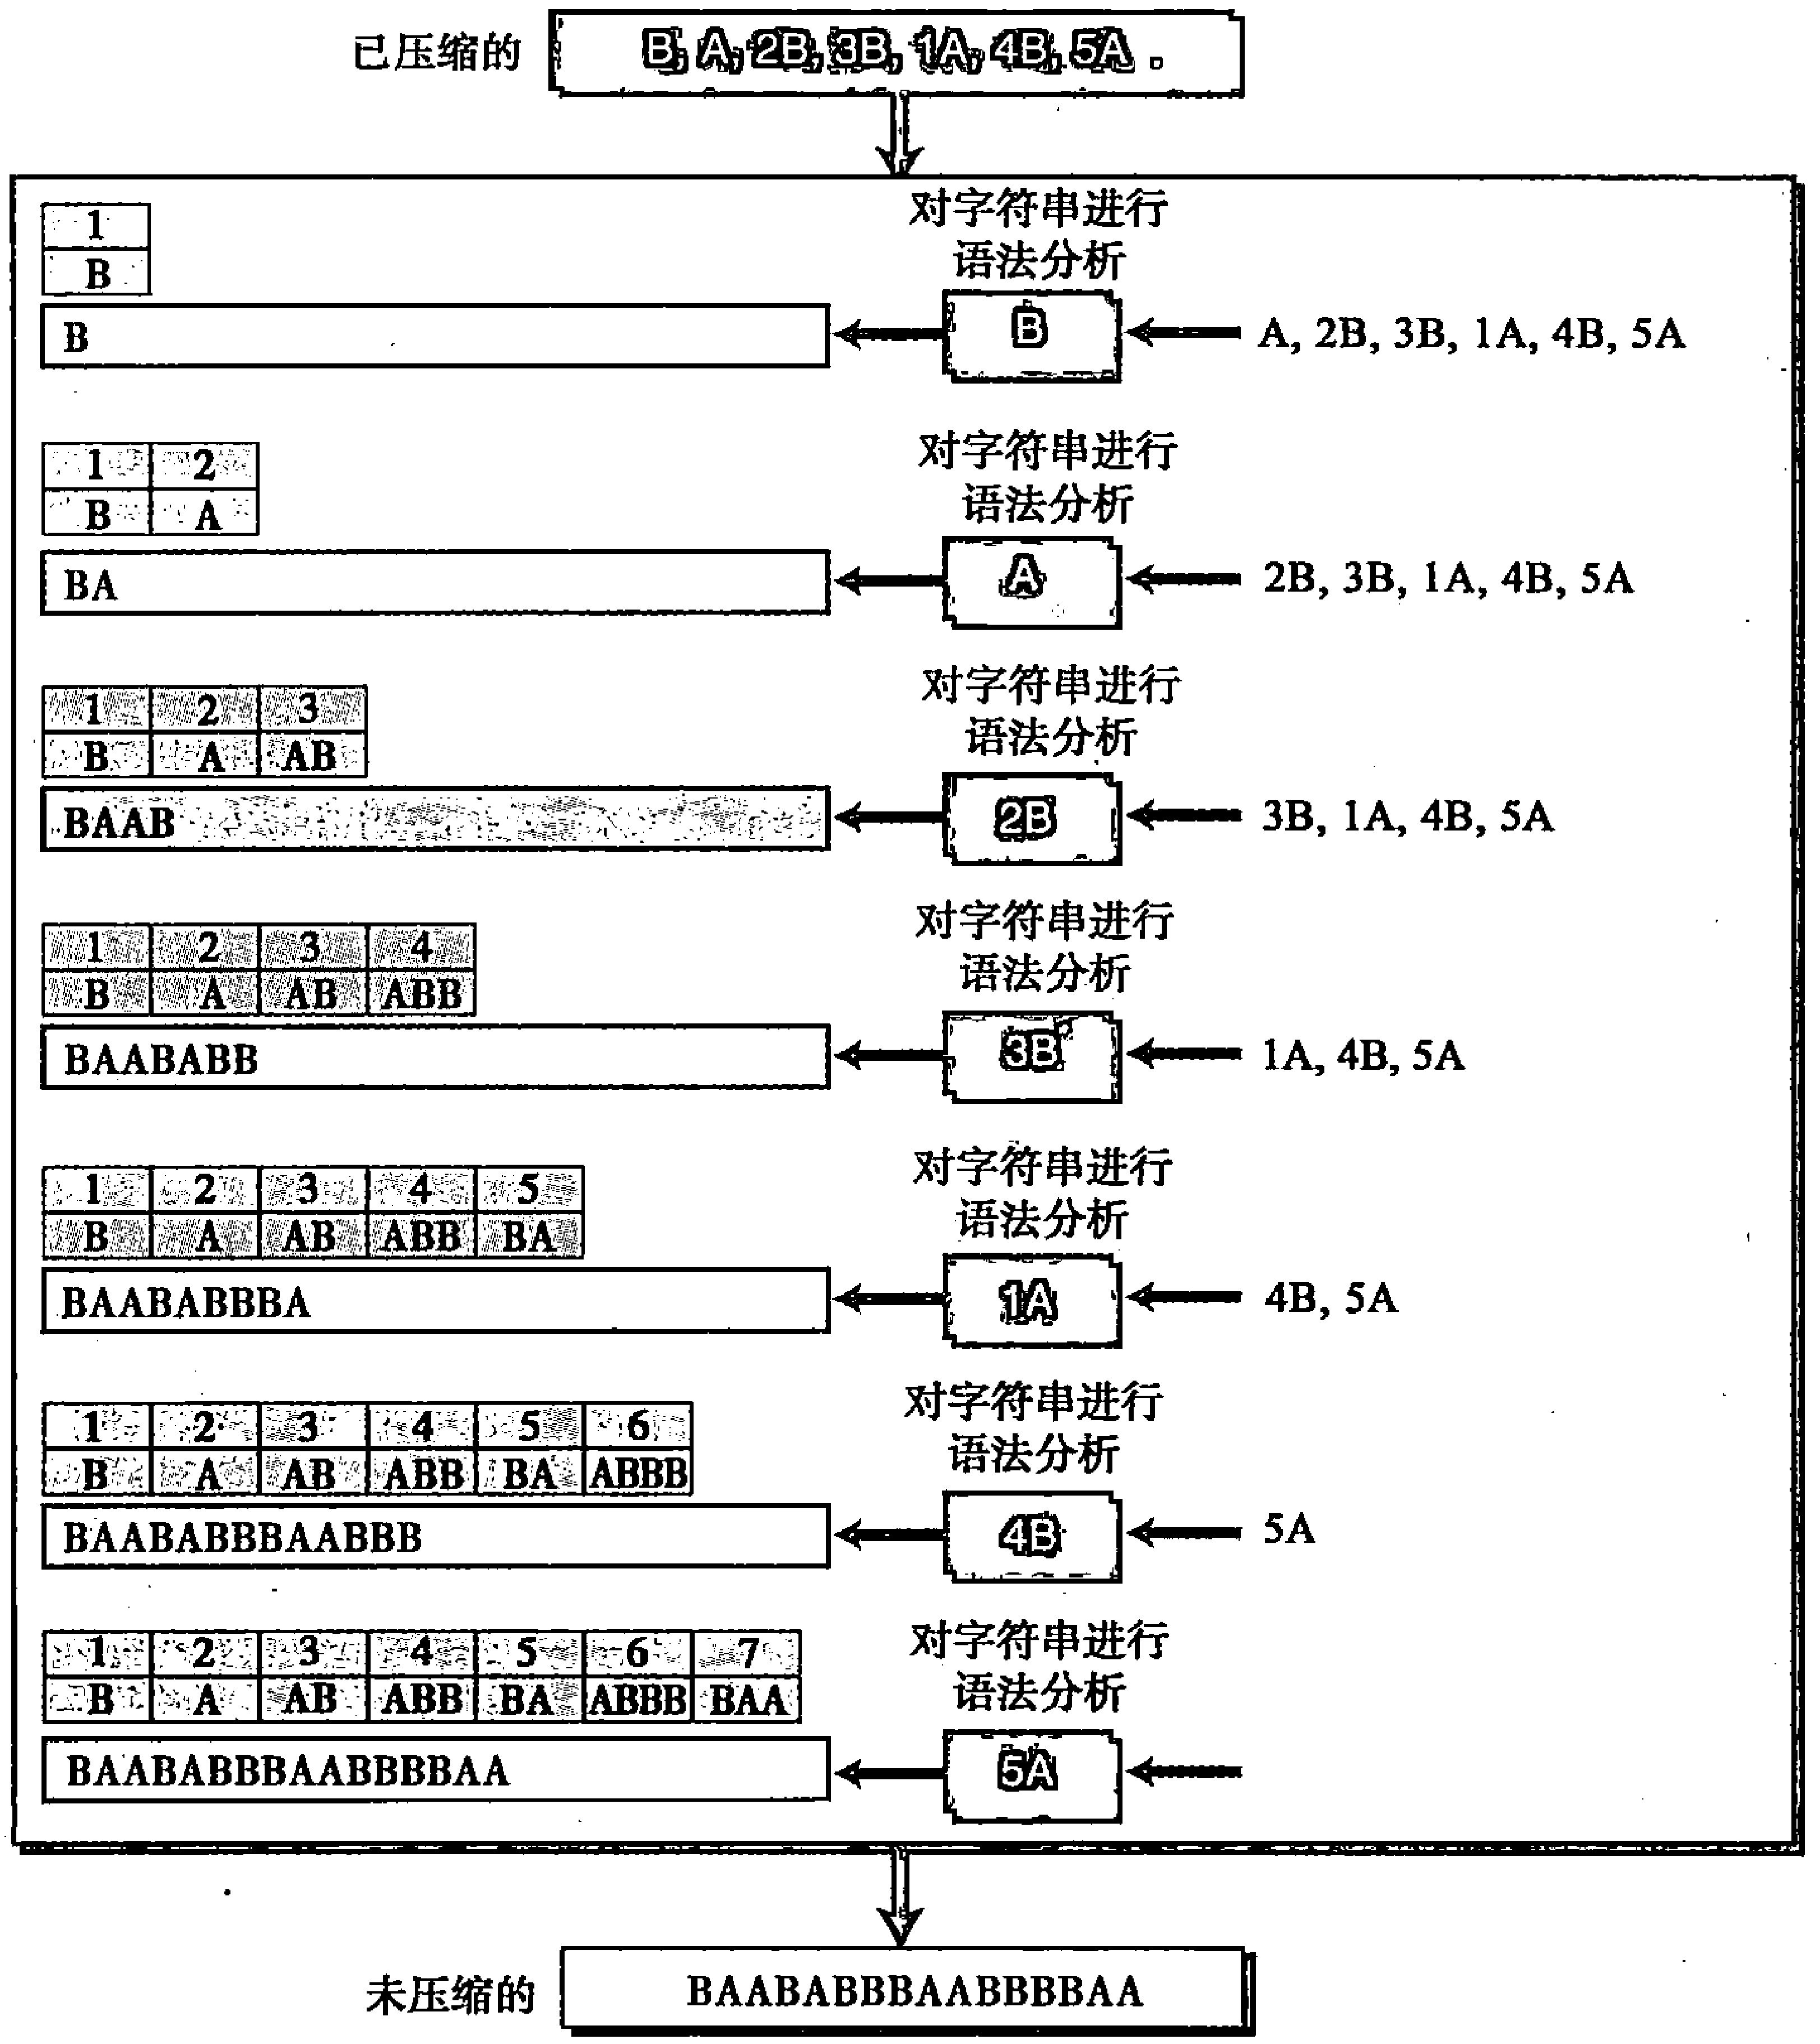 已压缩的 B, A, 2B, 3B, 1A, 4B, 5A.
对字符串进行
语法分析
1
B
B B A, 2B, 3B, 1A, 4B, 5A
对字符串进行
语法分析
1 2
B A
BA A 2B, 3B, 1A, 4B, 5A
对字符串进行
语法分析
1 2 3
B A AB
BAAB 2B 3B, 1A, 4B, 5A
对字符串进行
语法分析
1 2 3 4
B A AB ABB
BAABABB 3B 1A, 4B, 5A
对字符串进行
语法分析
1 2 3 4 5
B A AB ABB BA
BAABABBBA 1A 4B, 5A
对字符串进行
语法分析
1 2 3 4 5 6
B A AB ABB BA ABBB
BAABABBBAABBB 4B 5A
对字符串进行
语法分析
1 2 3 4 5 6 7
B A AB ABB BA ABBB BAA
BAABABBBAABBBBAA 5A
未压缩的 BAABABBBAABBBBAA